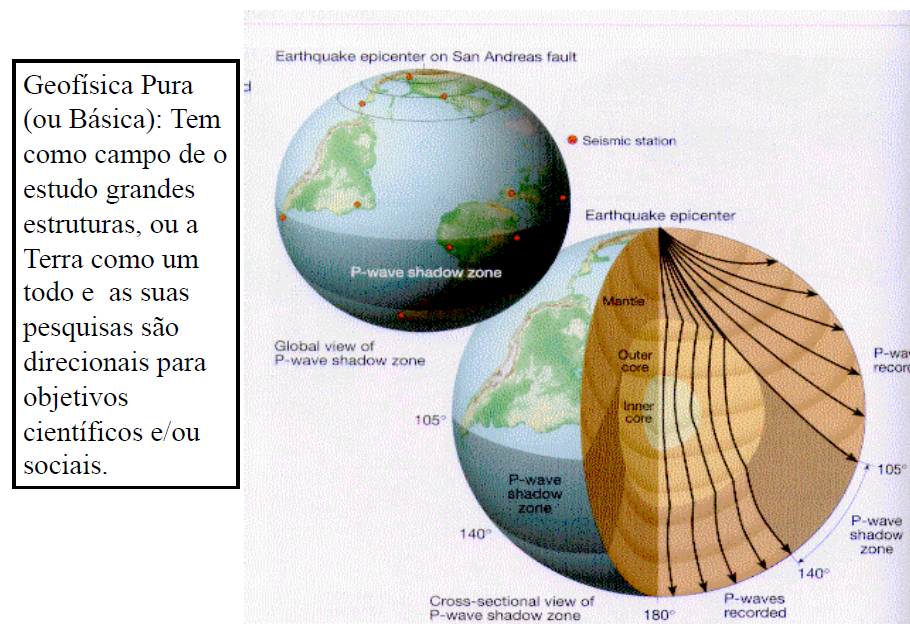 Geofísica Pura
(ou Básica): Tem
como campo de o
estudo grandes
estruturas, ou a
Terra como um
todo e as suas
pesquisas são
direcionais para
objetivos
científicos e/ou
sociais.
d
Earthquake epicenter on San Andreas fault
Seismic station
P-wave shadow zone
Global view of
P-wave shadow zone
Earthquake epicenter
Mantle
Outer
core
Inner
core
P-wav
recor
105°
105°
P-wave
shadow
zone
P-wave
shadow
zone
140°
140°
P-waves
recorded
180°
Cross-sectional view of
P-wave shadow zone